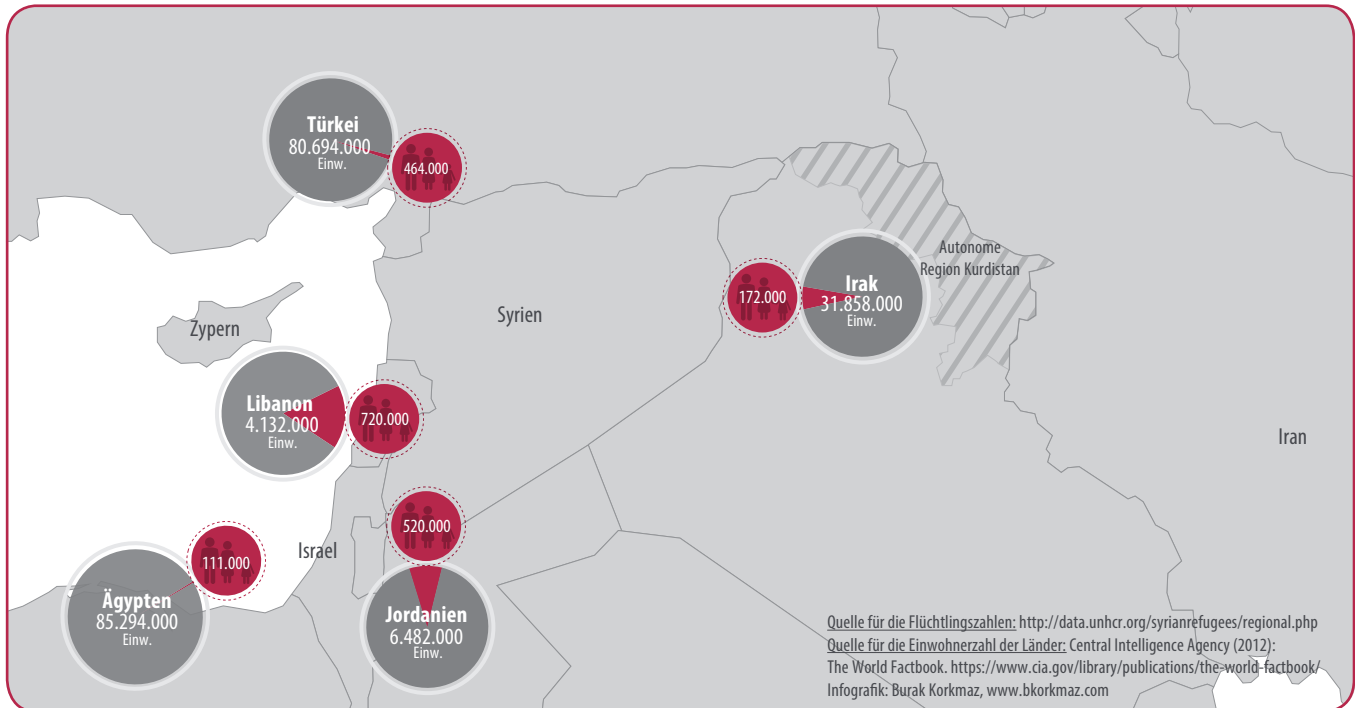 Türkei
80.694.000
Einw.
464.000
Autonome
Region Kurdistan
172.000
Irak
31.858.000
Einw.
Zypern
Syrien
Libanon
4.132.000
Einw.
720.000
Iran
520.000
Israel
111.000
Ägypten
85.294.000
Einw.
Jordanien
6.482.000
Einw.
Quelle für die Flüchtlingszahlen: http://data.unhcr.org/syrianrefugees/regional.php
Quelle für die Einwohnerzahl der Länder: Central Intelligence Agency (2012):
The World Factbook. https://www.cia.gov/library/publications/the-world-factbook/
Infografik: Burak Korkmaz, www.bkorkmaz.com